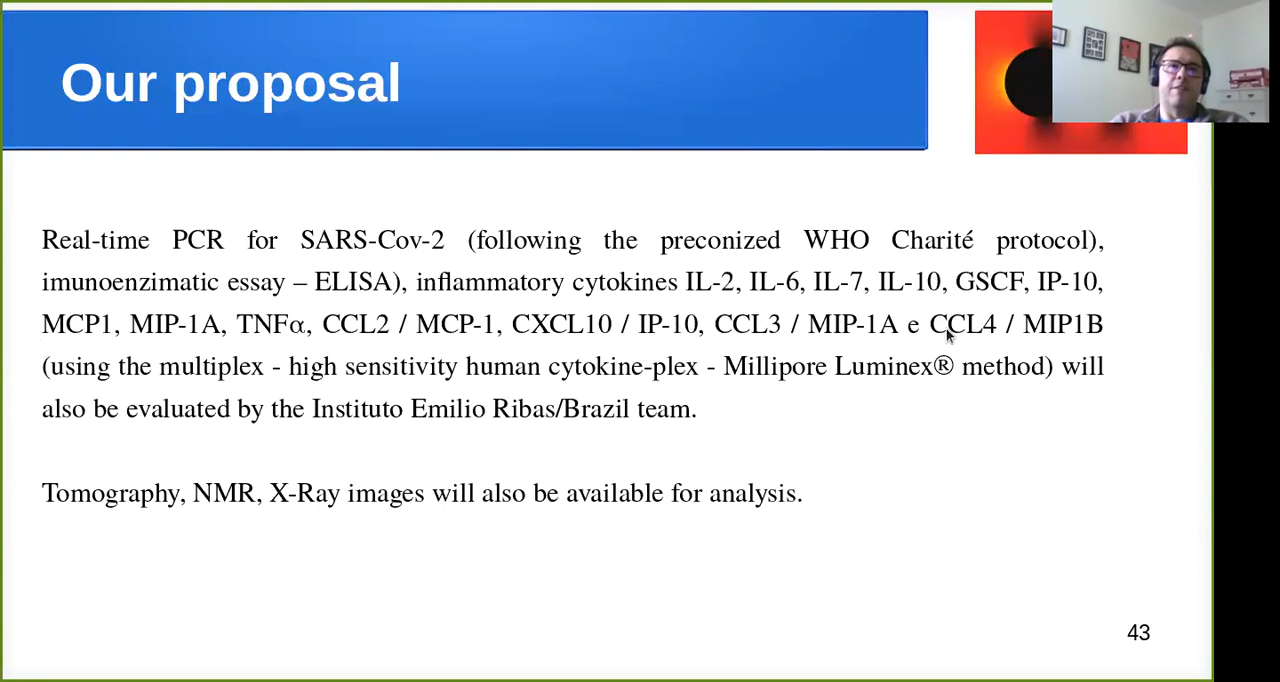 Our proposal
Real-time PCR for SARS-Cov-2 (following the preconized WHO Charité protocol),
imunoenzimatic essay – ELISA), inflammatory cytokines IL-2, IL-6, IL-7, IL-10, GSCF, IP-10,
MCP1, MIP-1A, TNFα, CCL2 / MCP-1, CXCL10 / IP-10, CCL3 / MIP-1A e CCL4 / MIP1B
(using the multiplex - high sensitivity human cytokine-plex - Millipore Luminex® method) will
also be evaluated by the Instituto Emilio Ribas/Brazil team.
Tomography, NMR, X-Ray images will also be available for analysis.
43